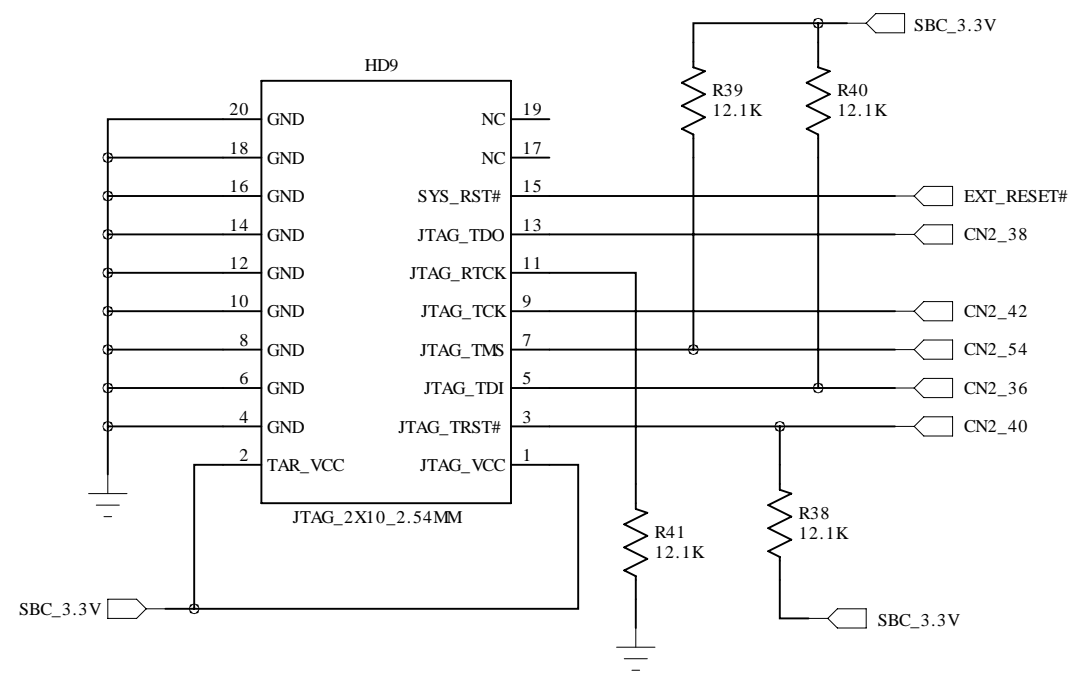 SBC_3.3V
HD9
R39
12.1K
R40
12.1K
20 GND NC 19
18 GND NC 17
16 GND SYS_RST# 15 EXT_RESET#
14 GND JTAG_TDO 13 CN2_38
12 GND JTAG_RTCK 11
10 GND JTAG_TCK 9 CN2_42
8 GND JTAG_TMS 7 CN2_54
6 GND JTAG_TDI 5 CN2_36
4 GND JTAG_TRST# 3 CN2_40
2 TAR_VCC JTAG_VCC 1
JTAG_2X10_2.54MM
R41
12.1K
R38
12.1K
SBC_3.3V
SBC_3.3V